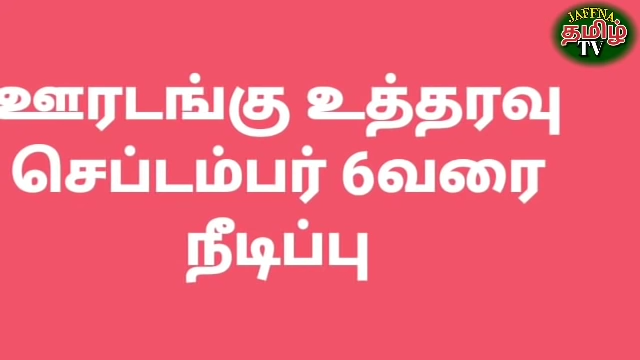 JAFFNA
தமிழ்
TV
ஊரடங்கு உத்தரவு
செப்டம்பர் 6வரை
நீடிப்பு